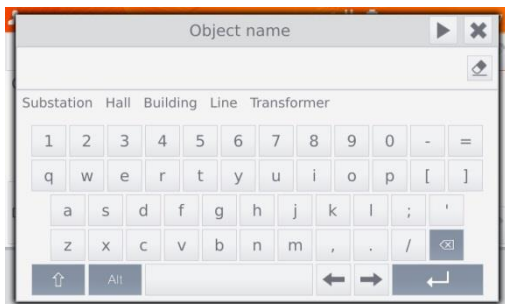 Object name
Substation Hall Building Line Transformer
1 2 3 4 5 6 7 8 9 0 - =
q w e r t y u i o p [ ]
a s d f g h j k l ; '
z x c v b n m , . /
Alt